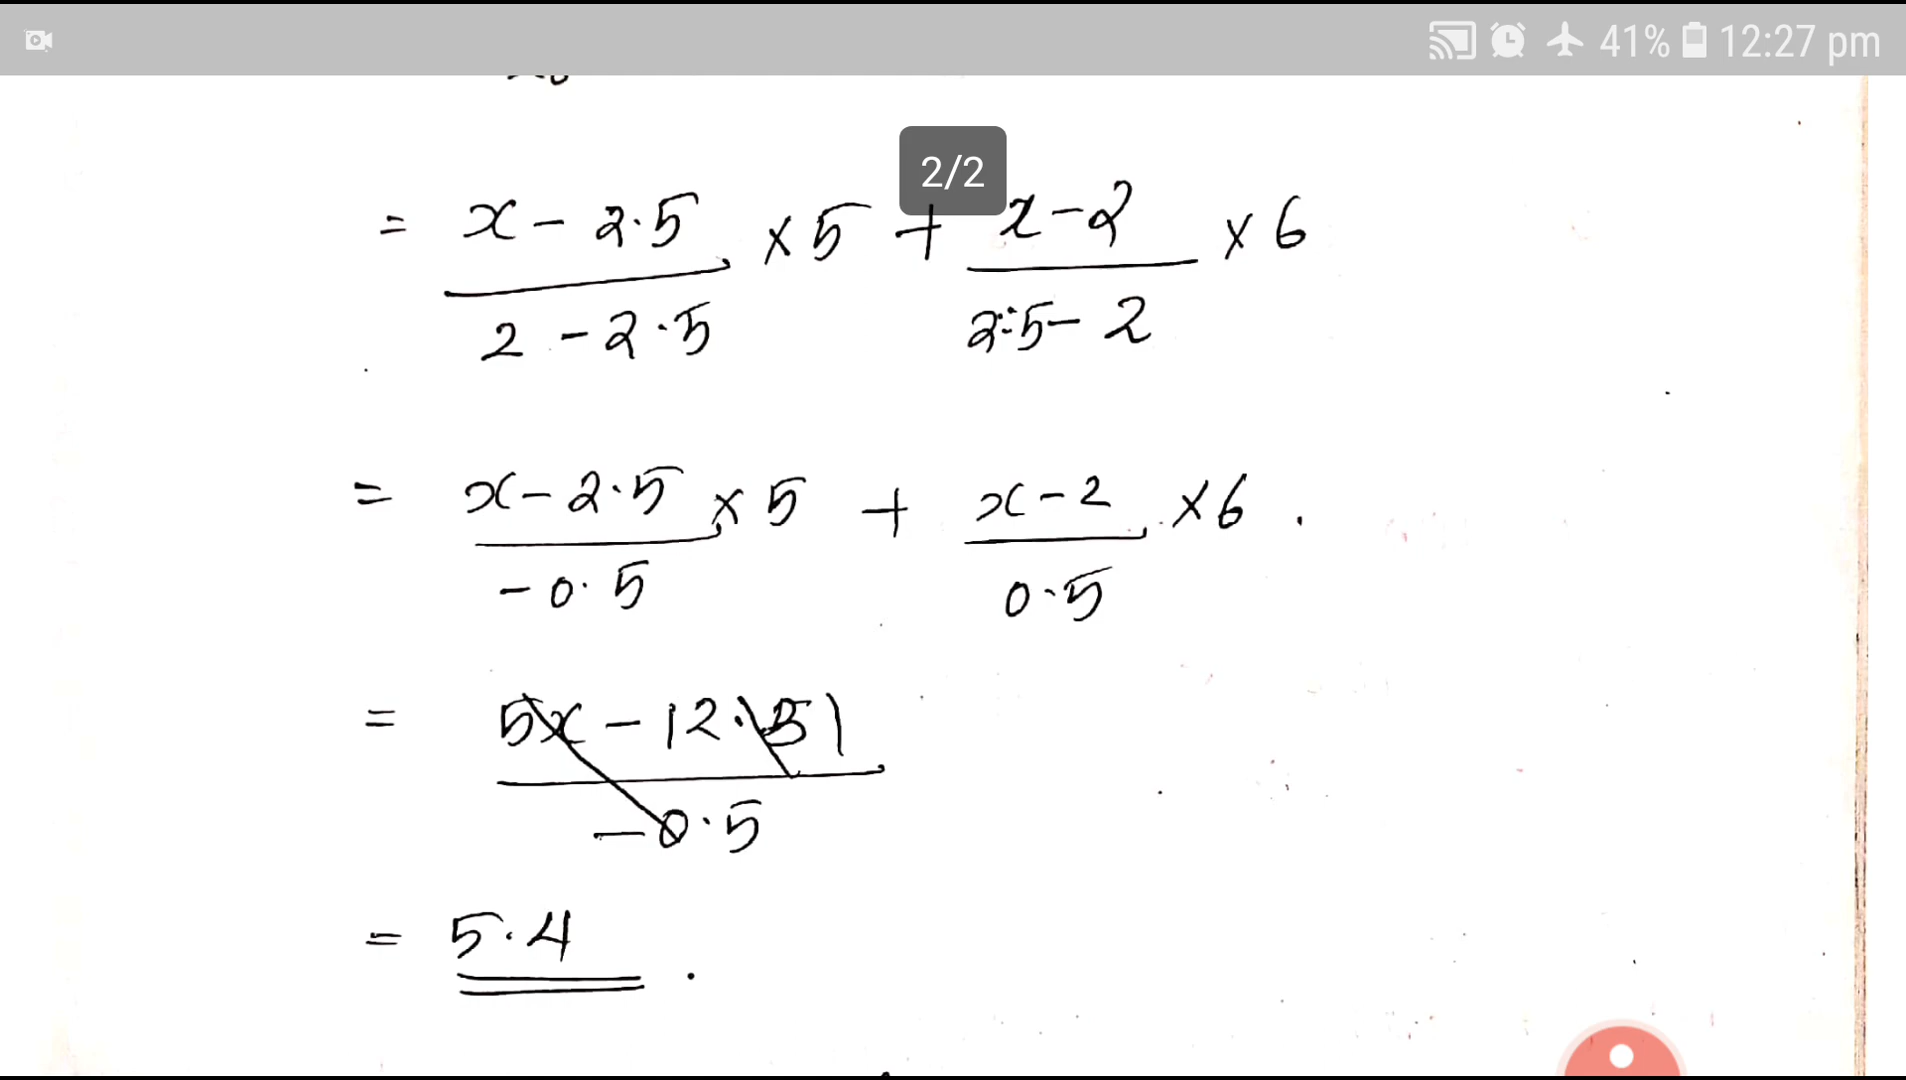 41% 12:27 pm
2/2
= x - 2.5 / 2 - 2.5 × 5 + x - 2 / 2.5 - 2 × 6
= x - 2.5 / -0.5 × 5 + x - 2 / 0.5 × 6 .
= 5x - 12.5 / -0.5
= 5.4 .